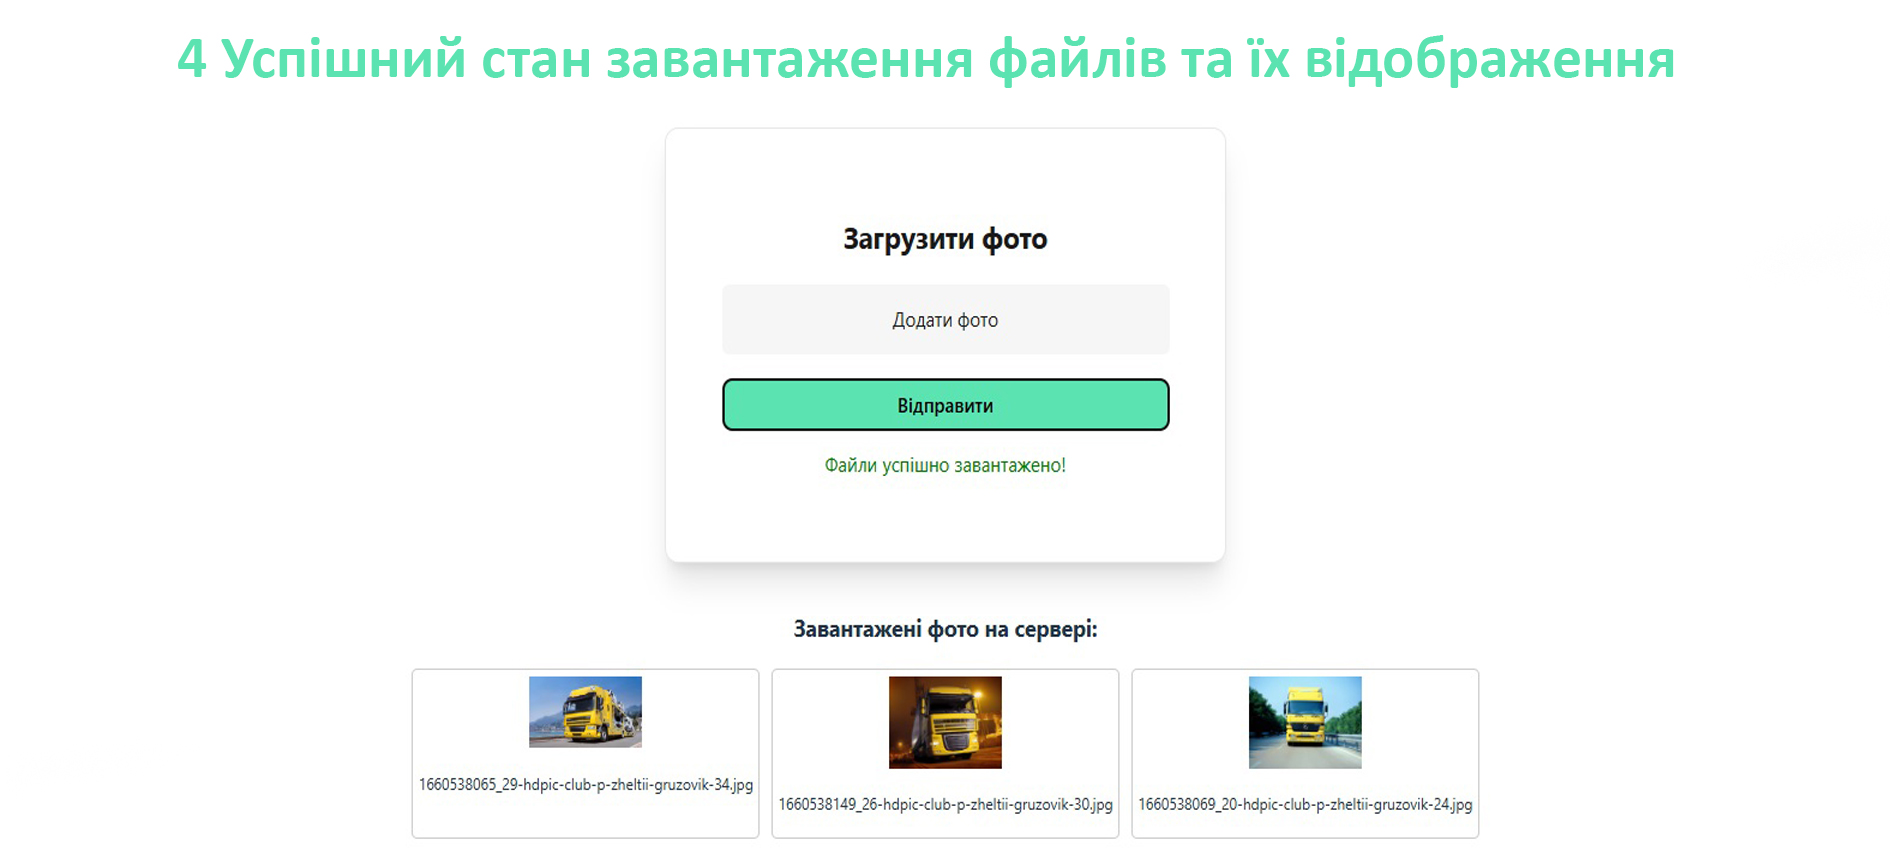 4 Успішний стан завантаження файлів та їх відображення
Загрузити фото
Додати фото
Відправити
Файли успішно завантажено!
Завантажені фото на сервері:
1660538065_29-hdpic-club-p-zheltii-gruzovik-34.jpg
1660538149_26-hdpic-club-p-zheltii-gruzovik-30.jpg
1660538069_20-hdpic-club-p-zheltii-gruzovik-24.jpg